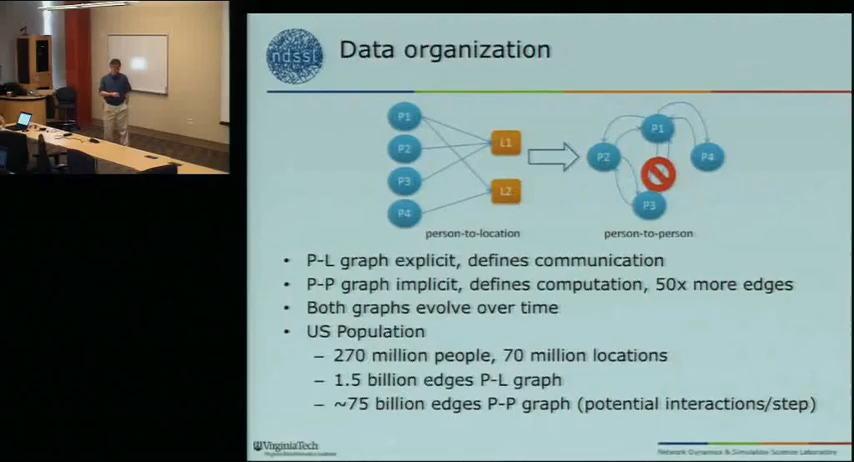 ndssl
Data organization
P1
P2
P3
P4
L1
L2
person-to-location
P1
P2
P4
P3
person-to-person
• P-L graph explicit, defines communication
• P-P graph implicit, defines computation, 50x more edges
• Both graphs evolve over time
• US Population
– 270 million people, 70 million locations
– 1.5 billion edges P-L graph
– ~75 billion edges P-P graph (potential interactions/step)
VirginiaTech
Network Dynamics & Simulation Science Laboratory